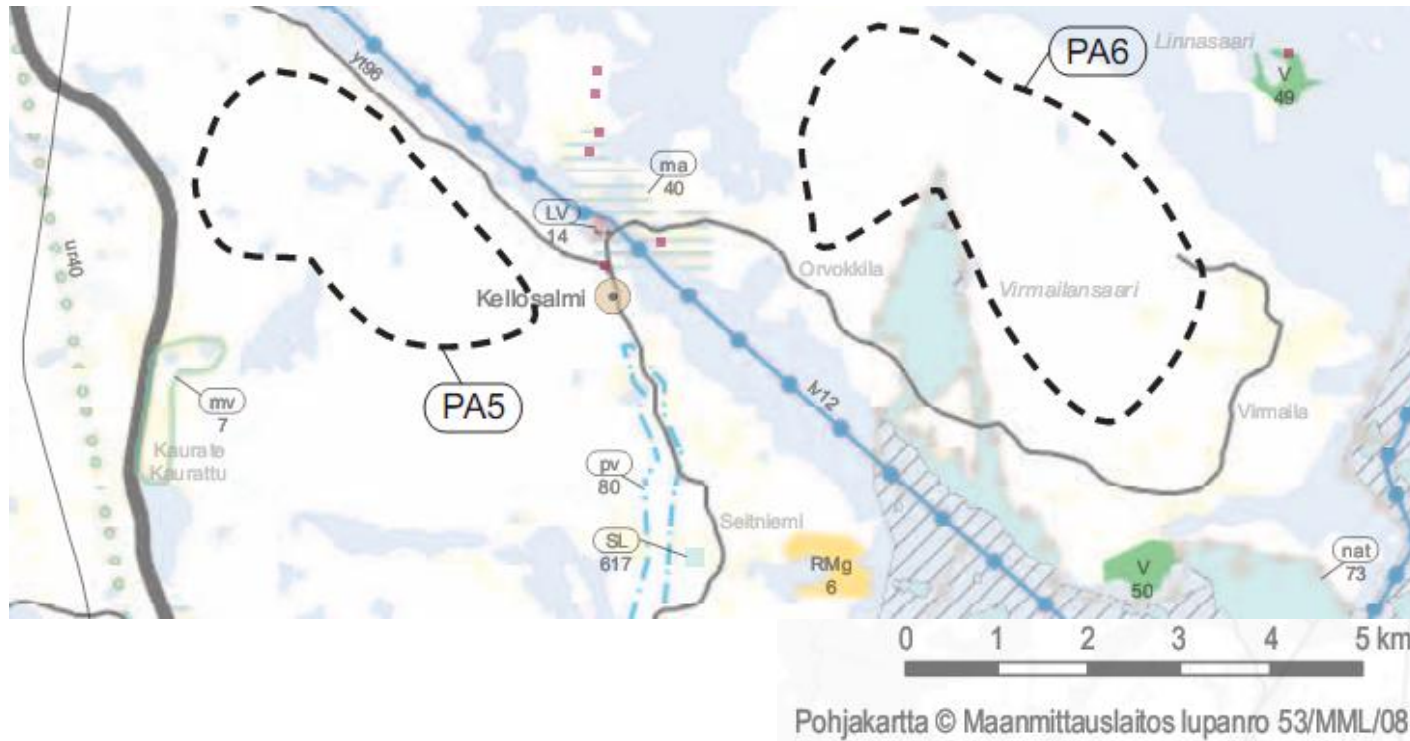 PA6
Linnasaari
V
49
yt96
ma
40
LV
14
Orvokkila
Virmailansaari
Kellosalmi
un40
PA5
mv
7
Kaurate
Kaurattu
lv12
Virmaila
pv
80
Seitniemi
SL
617
RMg
6
V
50
nat
73
0 1 2 3 4 5 km
Pohjakartta © Maanmittauslaitos lupanro 53/MML/08